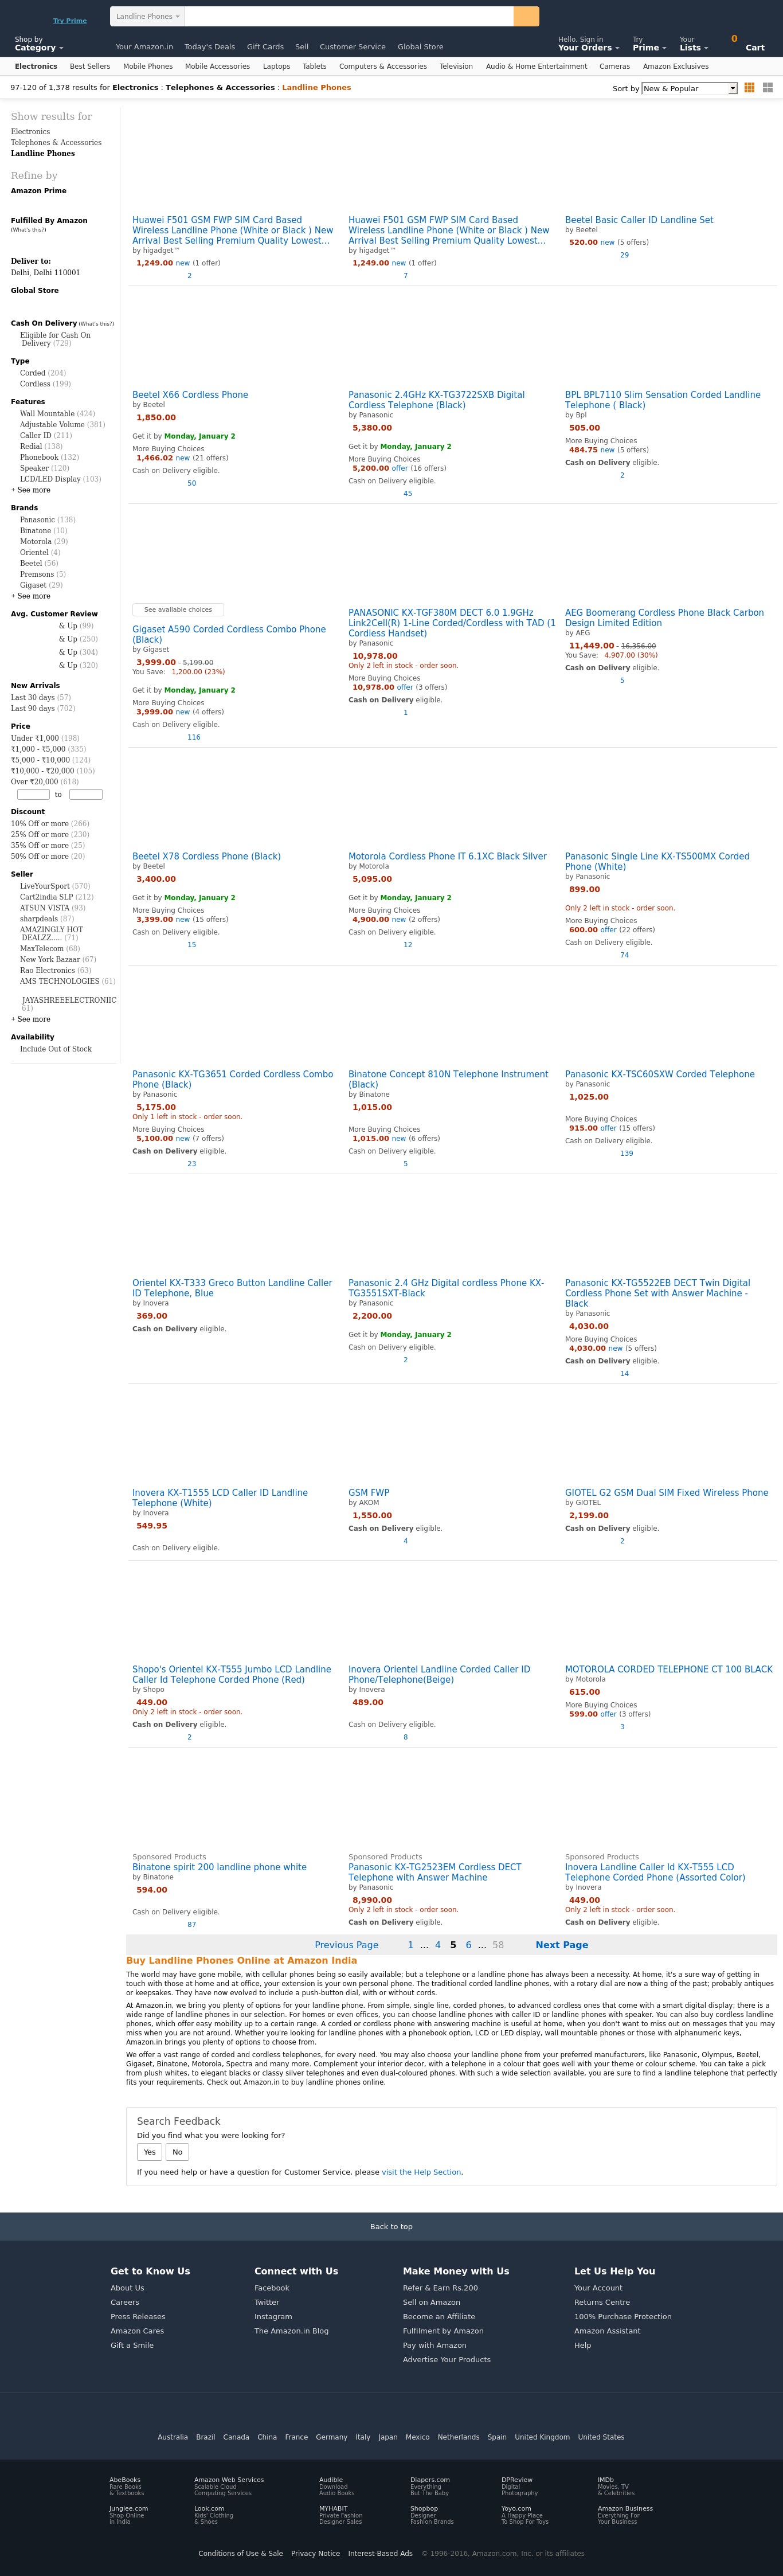 Try Prime
Landline Phones
Shop by
Category
Your Amazon.in Today's Deals Gift Cards Sell Customer Service Global Store
Hello. Sign in
Your Orders
Try
Prime
Your
Lists
0
Cart
Electronics Best Sellers Mobile Phones Mobile Accessories Laptops Tablets Computers & Accessories Television Audio & Home Entertainment Cameras Amazon Exclusives
97-120 of 1,378 results for Electronics : Telephones & Accessories : Landline Phones
Sort by New & Popular
Show results for
Electronics
Telephones & Accessories
Landline Phones
Refine by
Amazon Prime
Fulfilled By Amazon
(What's this?)
Deliver to:
Delhi, Delhi 110001
Global Store
Cash On Delivery (What's this?)
Eligible for Cash On
Delivery (729)
Type
Corded (204)
Cordless (199)
Features
Wall Mountable (424)
Adjustable Volume (381)
Caller ID (211)
Redial (138)
Phonebook (132)
Speaker (120)
LCD/LED Display (103)
+ See more
Brands
Panasonic (138)
Binatone (10)
Motorola (29)
Orientel (4)
Beetel (56)
Premsons (5)
Gigaset (29)
+ See more
Avg. Customer Review
& Up (99)
& Up (250)
& Up (304)
& Up (320)
New Arrivals
Last 30 days (57)
Last 90 days (702)
Price
Under ₹1,000 (198)
₹1,000 - ₹5,000 (335)
₹5,000 - ₹10,000 (124)
₹10,000 - ₹20,000 (105)
Over ₹20,000 (618)
to
Discount
10% Off or more (266)
25% Off or more (230)
35% Off or more (25)
50% Off or more (20)
Seller
LiveYourSport (570)
Cart2india SLP (212)
ATSUN VISTA (93)
sharpdeals (87)
AMAZINGLY HOT
DEALZZ..... (71)
MaxTelecom (68)
New York Bazaar (67)
Rao Electronics (63)
AMS TECHNOLOGIES (61)
JAYASHREEELECTRONIIC
61)
+ See more
Availability
Include Out of Stock
Huawei F501 GSM FWP SIM Card Based
Wireless Landline Phone (White or Black ) New
Arrival Best Selling Premium Quality Lowest...
by higadget™
1,249.00 new (1 offer)
2
Huawei F501 GSM FWP SIM Card Based
Wireless Landline Phone (White or Black ) New
Arrival Best Selling Premium Quality Lowest...
by higadget™
1,249.00 new (1 offer)
7
Beetel Basic Caller ID Landline Set
by Beetel
520.00 new (5 offers)
29
Beetel X66 Cordless Phone
by Beetel
1,850.00
Get it by Monday, January 2
More Buying Choices
1,466.02 new (21 offers)
Cash on Delivery eligible.
50
Panasonic 2.4GHz KX-TG3722SXB Digital
Cordless Telephone (Black)
by Panasonic
5,380.00
Get it by Monday, January 2
More Buying Choices
5,200.00 offer (16 offers)
Cash on Delivery eligible.
45
BPL BPL7110 Slim Sensation Corded Landline
Telephone ( Black)
by Bpl
505.00
More Buying Choices
484.75 new (5 offers)
Cash on Delivery eligible.
2
See available choices
Gigaset A590 Corded Cordless Combo Phone
(Black)
by Gigaset
3,999.00 - 5,199.00
You Save: 1,200.00 (23%)
Get it by Monday, January 2
More Buying Choices
3,999.00 new (4 offers)
Cash on Delivery eligible.
116
PANASONIC KX-TGF380M DECT 6.0 1.9GHz
Link2Cell(R) 1-Line Corded/Cordless with TAD (1
Cordless Handset)
by Panasonic
10,978.00
Only 2 left in stock - order soon.
More Buying Choices
10,978.00 offer (3 offers)
Cash on Delivery eligible.
1
AEG Boomerang Cordless Phone Black Carbon
Design Limited Edition
by AEG
11,449.00 - 16,356.00
You Save: 4,907.00 (30%)
Cash on Delivery eligible.
5
Beetel X78 Cordless Phone (Black)
by Beetel
3,400.00
Get it by Monday, January 2
More Buying Choices
3,399.00 new (15 offers)
Cash on Delivery eligible.
15
Motorola Cordless Phone IT 6.1XC Black Silver
by Motorola
5,095.00
Get it by Monday, January 2
More Buying Choices
4,900.00 new (2 offers)
Cash on Delivery eligible.
12
Panasonic Single Line KX-TS500MX Corded
Phone (White)
by Panasonic
899.00
Only 2 left in stock - order soon.
More Buying Choices
600.00 offer (22 offers)
Cash on Delivery eligible.
74
Panasonic KX-TG3651 Corded Cordless Combo
Phone (Black)
by Panasonic
5,175.00
Only 1 left in stock - order soon.
More Buying Choices
5,100.00 new (7 offers)
Cash on Delivery eligible.
23
Binatone Concept 810N Telephone Instrument
(Black)
by Binatone
1,015.00
More Buying Choices
1,015.00 new (6 offers)
Cash on Delivery eligible.
5
Panasonic KX-TSC60SXW Corded Telephone
by Panasonic
1,025.00
More Buying Choices
915.00 offer (15 offers)
Cash on Delivery eligible.
139
Orientel KX-T333 Greco Button Landline Caller
ID Telephone, Blue
by Inovera
369.00
Cash on Delivery eligible.
Panasonic 2.4 GHz Digital cordless Phone KX-
TG3551SXT-Black
by Panasonic
2,200.00
Get it by Monday, January 2
Cash on Delivery eligible.
2
Panasonic KX-TG5522EB DECT Twin Digital
Cordless Phone Set with Answer Machine -
Black
by Panasonic
4,030.00
More Buying Choices
4,030.00 new (5 offers)
Cash on Delivery eligible.
14
Inovera KX-T1555 LCD Caller ID Landline
Telephone (White)
by Inovera
549.95
Cash on Delivery eligible.
GSM FWP
by AKOM
1,550.00
Cash on Delivery eligible.
4
GIOTEL G2 GSM Dual SIM Fixed Wireless Phone
by GIOTEL
2,199.00
Cash on Delivery eligible.
2
Shopo's Orientel KX-T555 Jumbo LCD Landline
Caller Id Telephone Corded Phone (Red)
by Shopo
449.00
Only 2 left in stock - order soon.
Cash on Delivery eligible.
2
Inovera Orientel Landline Corded Caller ID
Phone/Telephone(Beige)
by Inovera
489.00
Cash on Delivery eligible.
8
MOTOROLA CORDED TELEPHONE CT 100 BLACK
by Motorola
615.00
More Buying Choices
599.00 offer (3 offers)
3
Sponsored Products
Binatone spirit 200 landline phone white
by Binatone
594.00
Cash on Delivery eligible.
87
Sponsored Products
Panasonic KX-TG2523EM Cordless DECT
Telephone with Answer Machine
by Panasonic
8,990.00
Only 2 left in stock - order soon.
Cash on Delivery eligible.
Sponsored Products
Inovera Landline Caller Id KX-T555 LCD
Telephone Corded Phone (Assorted Color)
by Inovera
449.00
Only 2 left in stock - order soon.
Cash on Delivery eligible.
Previous Page 1 ... 4 5 6 ... 58 Next Page
Buy Landline Phones Online at Amazon India
The world may have gone mobile, with cellular phones being so easily available; but a telephone or a landline phone has always been a necessity. At home, it's a sure way of getting in
touch with those at home and at office, your extension is your own personal phone. The traditional corded landline phones, with a rotary dial are now a thing of the past; probably antiques
or keepsakes. They have now evolved to include a push-button dial, with or without cords.
At Amazon.in, we bring you plenty of options for your landline phone. From simple, single line, corded phones, to advanced cordless ones that come with a smart digital display; there is a
wide range of landline phones in our selection. For homes or even offices, you can choose landline phones with caller ID or landline phones with speaker. You can also buy cordless landline
phones, which offer easy mobility up to a certain range. A corded or cordless phone with answering machine is useful at home, when you don't want to miss out on messages that you may
miss when you are not around. Whether you're looking for landline phones with a phonebook option, LCD or LED display, wall mountable phones or those with alphanumeric keys,
Amazon.in brings you plenty of options to choose from.
We offer a vast range of corded and cordless telephones, for every need. You may also choose your landline phone from your preferred manufacturers, like Panasonic, Olympus, Beetel,
Gigaset, Binatone, Motorola, Spectra and many more. Complement your interior decor, with a telephone in a colour that goes well with your theme or colour scheme. You can take a pick
from plush whites, to elegant blacks or classy silver telephones and even dual-coloured phones. With such a wide selection available, you are sure to find a landline telephone that perfectly
fits your requirements. Check out Amazon.in to buy landline phones online.
Search Feedback
Did you find what you were looking for?
Yes No
If you need help or have a question for Customer Service, please visit the Help Section.
Back to top
Get to Know Us
About Us
Careers
Press Releases
Amazon Cares
Gift a Smile
Connect with Us
Facebook
Twitter
Instagram
The Amazon.in Blog
Make Money with Us
Refer & Earn Rs.200
Sell on Amazon
Become an Affiliate
Fulfilment by Amazon
Pay with Amazon
Advertise Your Products
Let Us Help You
Your Account
Returns Centre
100% Purchase Protection
Amazon Assistant
Help
Australia Brazil Canada China France Germany Italy Japan Mexico Netherlands Spain United Kingdom United States
AbeBooks
Rare Books
& Textbooks
Amazon Web Services
Scalable Cloud
Computing Services
Audible
Download
Audio Books
Diapers.com
Everything
But The Baby
DPReview
Digital
Photography
IMDb
Movies, TV
& Celebrities
Junglee.com
Shop Online
in India
Look.com
Kids' Clothing
& Shoes
MYHABIT
Private Fashion
Designer Sales
Shopbop
Designer
Fashion Brands
Yoyo.com
A Happy Place
To Shop For Toys
Amazon Business
Everything For
Your Business
Conditions of Use & Sale Privacy Notice Interest-Based Ads © 1996-2016, Amazon.com, Inc. or its affiliates